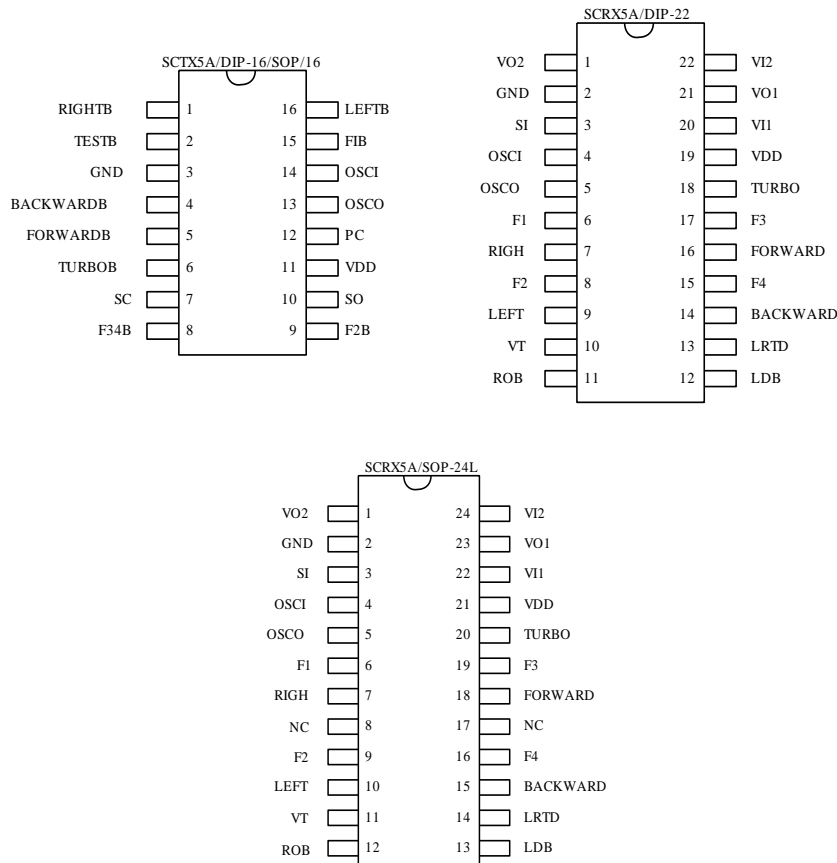 SCTX5A/DIP-16/SOP/16
RIGHTB 1 16 LEFTB
TESTB 2 15 FIB
GND 3 14 OSCI
BACKWARDB 4 13 OSCO
FORWARDB 5 12 PC
TURBOB 6 11 VDD
SC 7 10 SO
F34B 8 9 F2B
SCRX5A/DIP-22
VO2 1 22 VI2
GND 2 21 VO1
SI 3 20 VI1
OSCI 4 19 VDD
OSCO 5 18 TURBO
F1 6 17 F3
RIGH 7 16 FORWARD
F2 8 15 F4
LEFT 9 14 BACKWARD
VT 10 13 LRTD
ROB 11 12 LDB
SCRX5A/SOP-24L
VO2 1 24 VI2
GND 2 23 VO1
SI 3 22 VI1
OSCI 4 21 VDD
OSCO 5 20 TURBO
F1 6 19 F3
RIGH 7 18 FORWARD
NC 8 17 NC
F2 9 16 F4
LEFT 10 15 BACKWARD
VT 11 14 LRTD
ROB 12 13 LDB